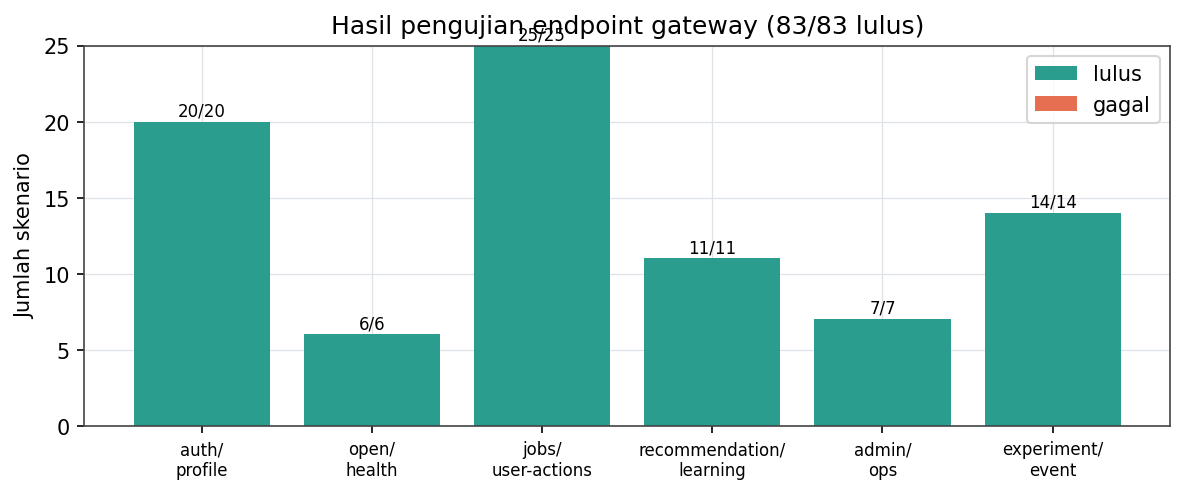 Hasil pengujian endpoint gateway (83/83 lulus)
Jumlah skenario
25
20
15
10
5
0
20/20
6/6
25/25
11/11
7/7
14/14
lulus
gagal
auth/
profile
open/
health
jobs/
user-actions
recommendation/
learning
admin/
ops
experiment/
event